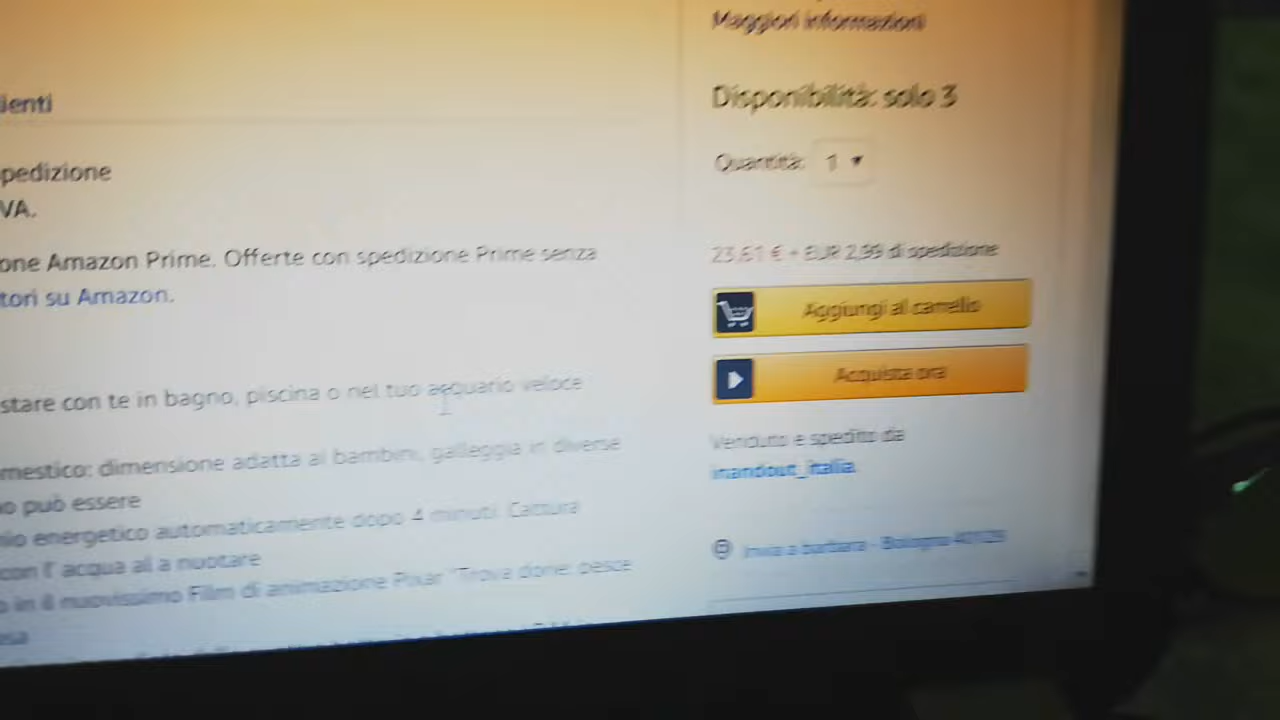 Maggiori informazioni
ienti
Disponibilità: solo 3
pedizione
Quantità: 1
VA.
one Amazon Prime. Offerte con spedizione Prime senza
tori su Amazon.
23,61 € + EUR 2,99 di spedizione
Aggiungi al carrello
Acquista ora
stare con te in bagno, piscina o nel tuo acquario veloce
Venduto e spedito da
inandout_italia
mestico: dimensione adatta ai bambini, galleggia in diverse
o può essere
io energetico automaticamente dopo 4 minuti. Cattura
con l' acqua al a nuotare
Invia a barbara - Bologna 40129
o in il nuovissimo Film di animazione Pixar "Trova
pesce